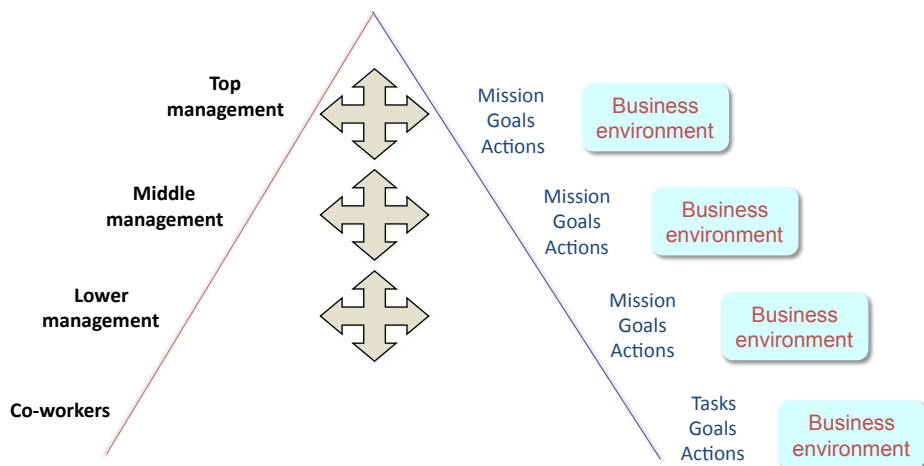 Top
management
Mission
Goals
Actions
Business
environment
Middle
management
Mission
Goals
Actions
Business
environment
Lower
management
Mission
Goals
Actions
Business
environment
Co-workers
Tasks
Goals
Actions
Business
environment